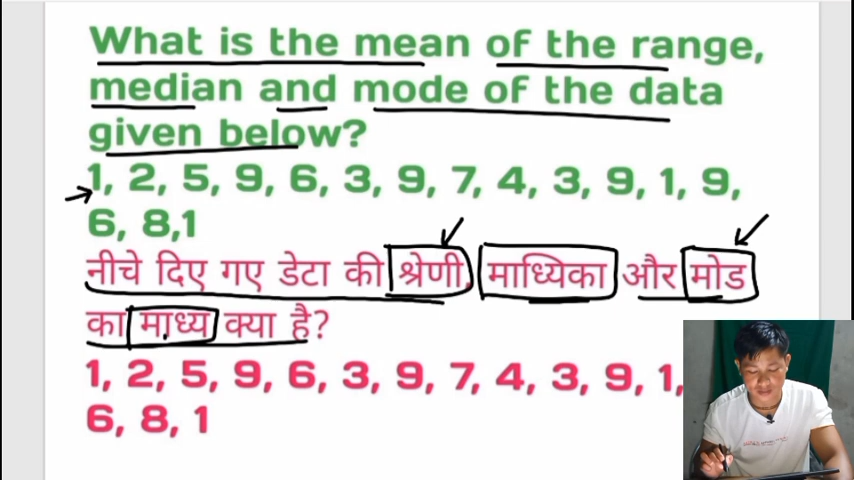 What is the mean of the range,
median and mode of the data
given below?
1, 2, 5, 9, 6, 3, 9, 7, 4, 3, 9, 1, 9,
6, 8,1
नीचे दिए गए डेटा की श्रेणी, माध्यिका और मोड
का माध्य क्या है?
1, 2, 5, 9, 6, 3, 9, 7, 4, 3, 9, 1,
6, 8, 1